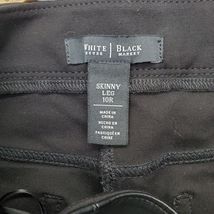 WHITE | BLACK
HOUSE MARKET
SKINNY
LEG
10R
MADE IN
CHINA
HECHO EN
CHINA
FABRIQUÉ EN
CHINE